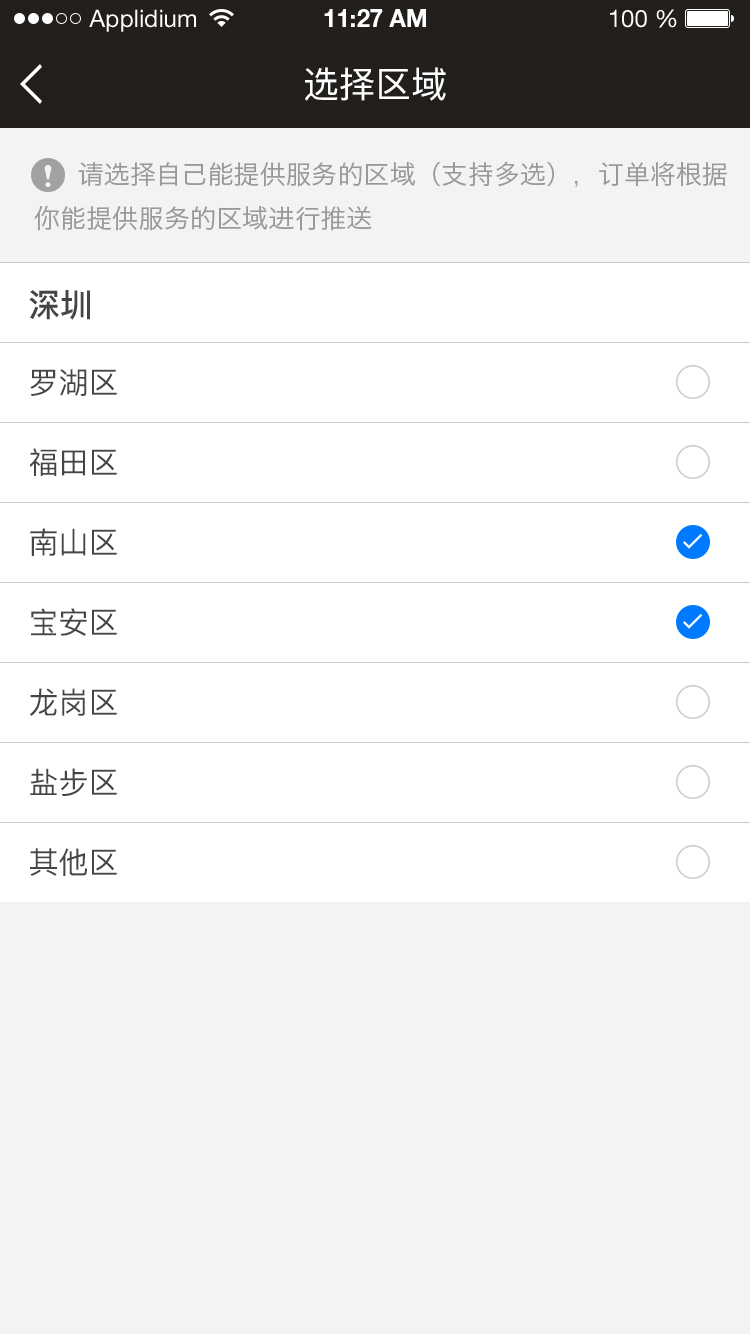 Applidium 11:27 AM 100 %
选择区域
请选择自己能提供服务的区域（支持多选），订单将根据
你能提供服务的区域进行推送
深圳
罗湖区
福田区
南山区
宝安区
龙岗区
盐步区
其他区